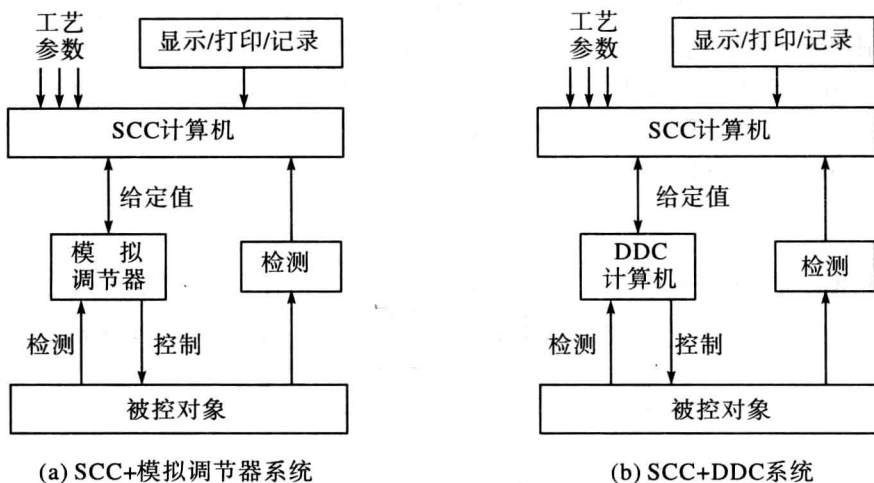 工艺
参数
显示/打印/记录
SCC计算机
给定值
模 拟
调节器
检测
检测
控制
被控对象
(a) SCC+模拟调节器系统
工艺
参数
显示/打印/记录
SCC计算机
给定值
DDC
计算机
检测
检测
控制
被控对象
(b) SCC+DDC系统